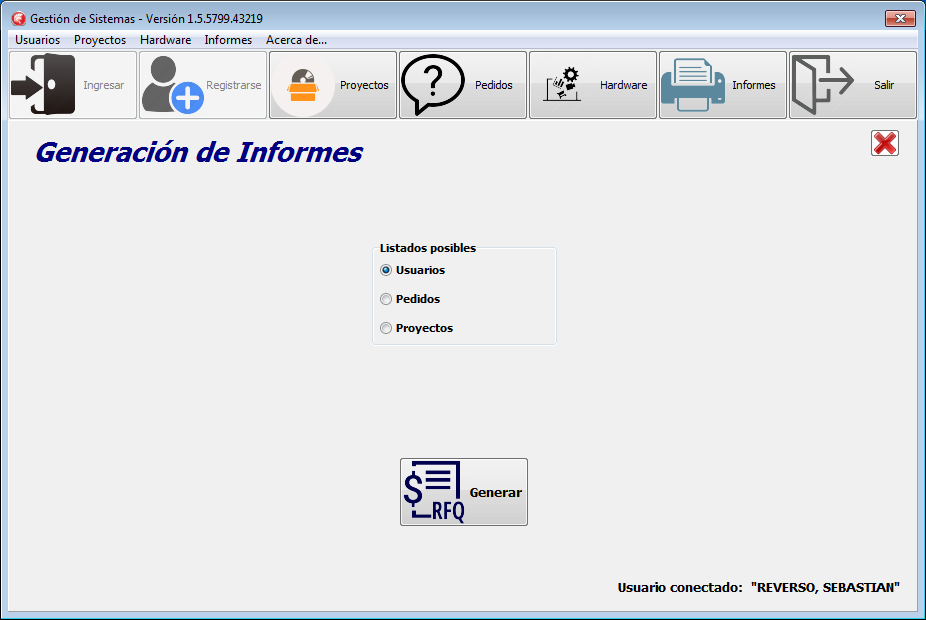 Gestión de Sistemas - Versión 1.5.5799.43219
Usuarios Proyectos Hardware Informes Acerca de...
Ingresar Registrarse Proyectos Pedidos Hardware Informes Salir
Generación de Informes
Listados posibles
Usuarios
Pedidos
Proyectos
$ RFQ Generar
Usuario conectado: "REVERSO, SEBASTIAN"